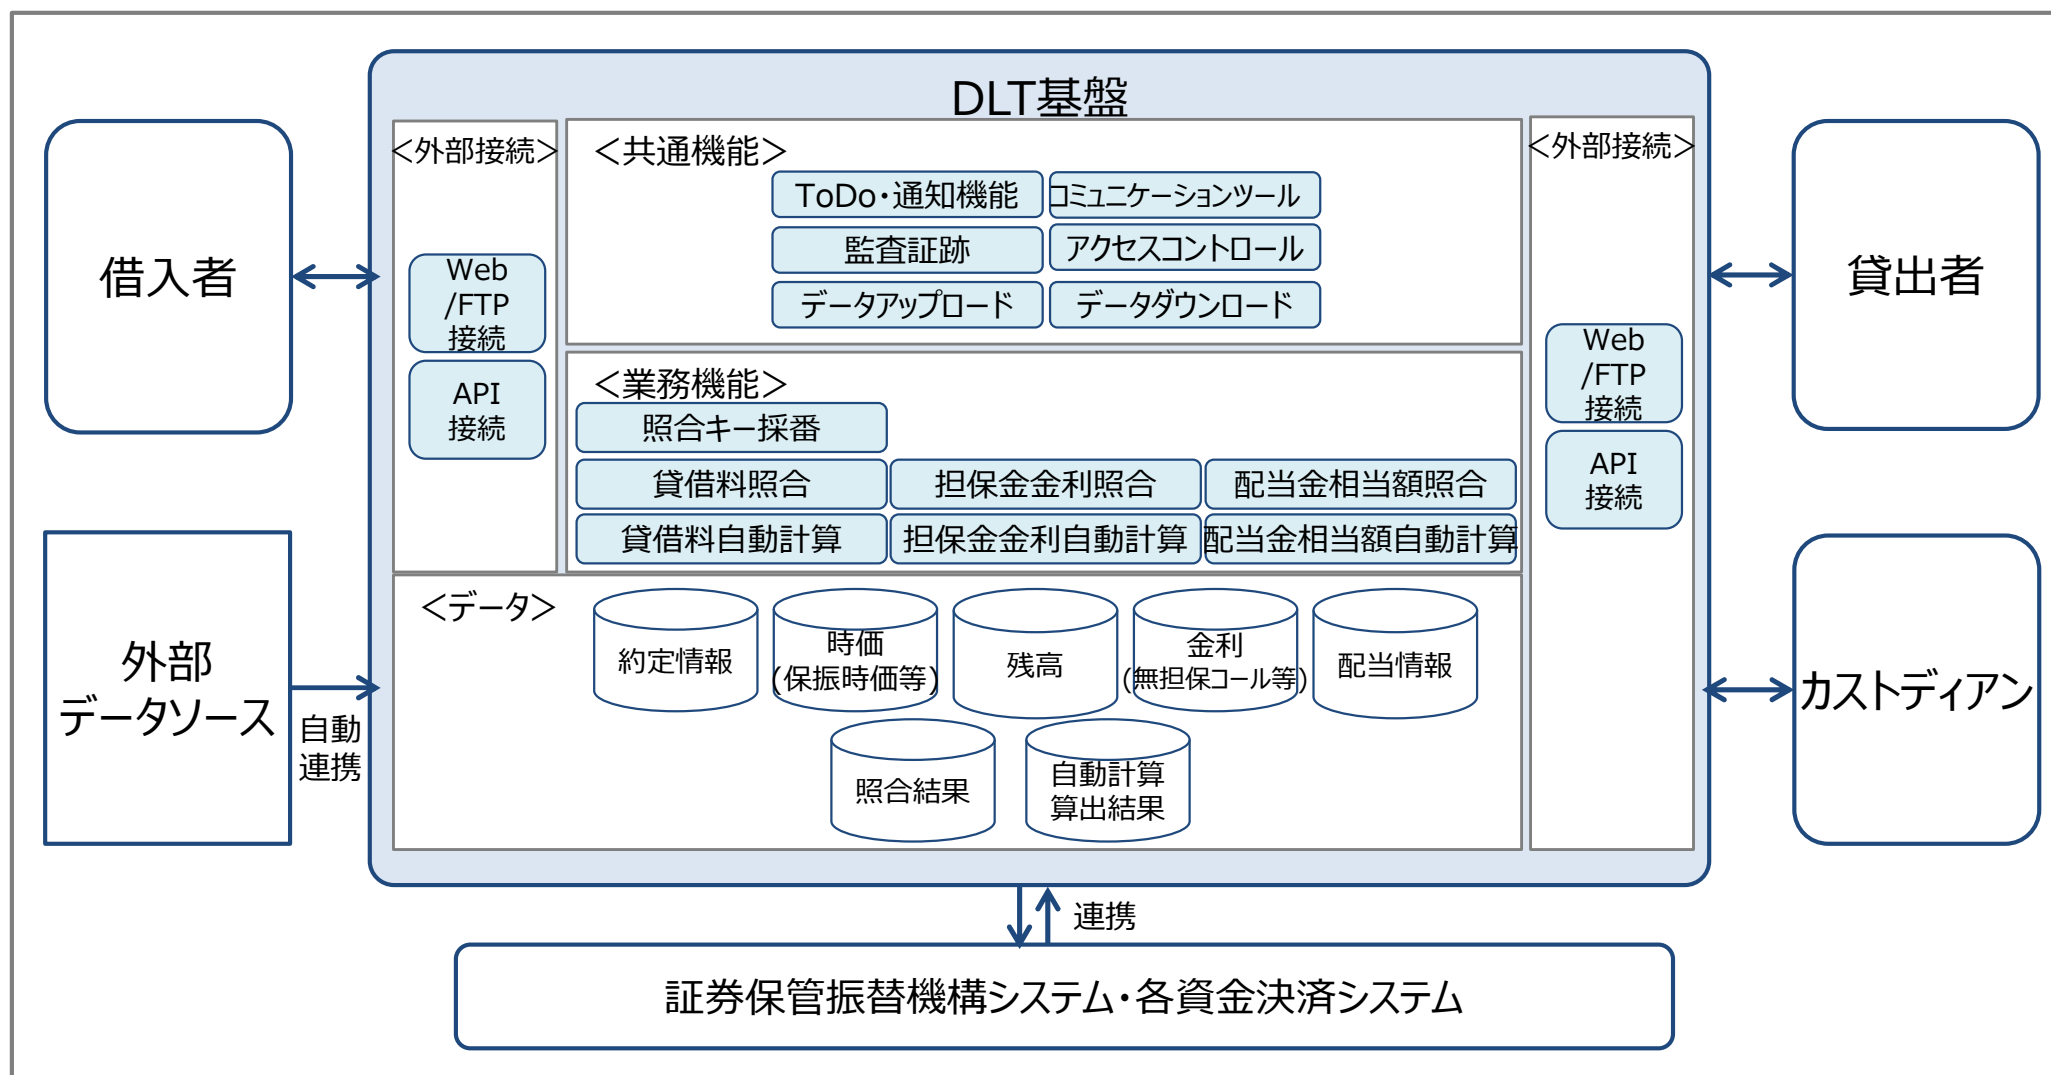 DLT基盤
借入者
<外部接続>
Web
/FTP
接続
API
接続
<共通機能>
ToDo・通知機能
コミュニケーションツール
監査証跡
アクセスコントロール
データアップロード
データダウンロード
<業務機能>
照合キー採番
貸借料照合
担保金金利照合
配当金相当額照合
貸借料自動計算
担保金金利自動計算
配当金相当額自動計算
<外部接続>
Web
/FTP
接続
API
接続
貸出者
外部
データソース
自動
連携
<データ>
約定情報
時価
(保振時価等)
残高
金利
(無担保コール等)
配当情報
照合結果
自動計算
算出結果
カストディアン
連携
証券保管振替機構システム・各資金決済システム